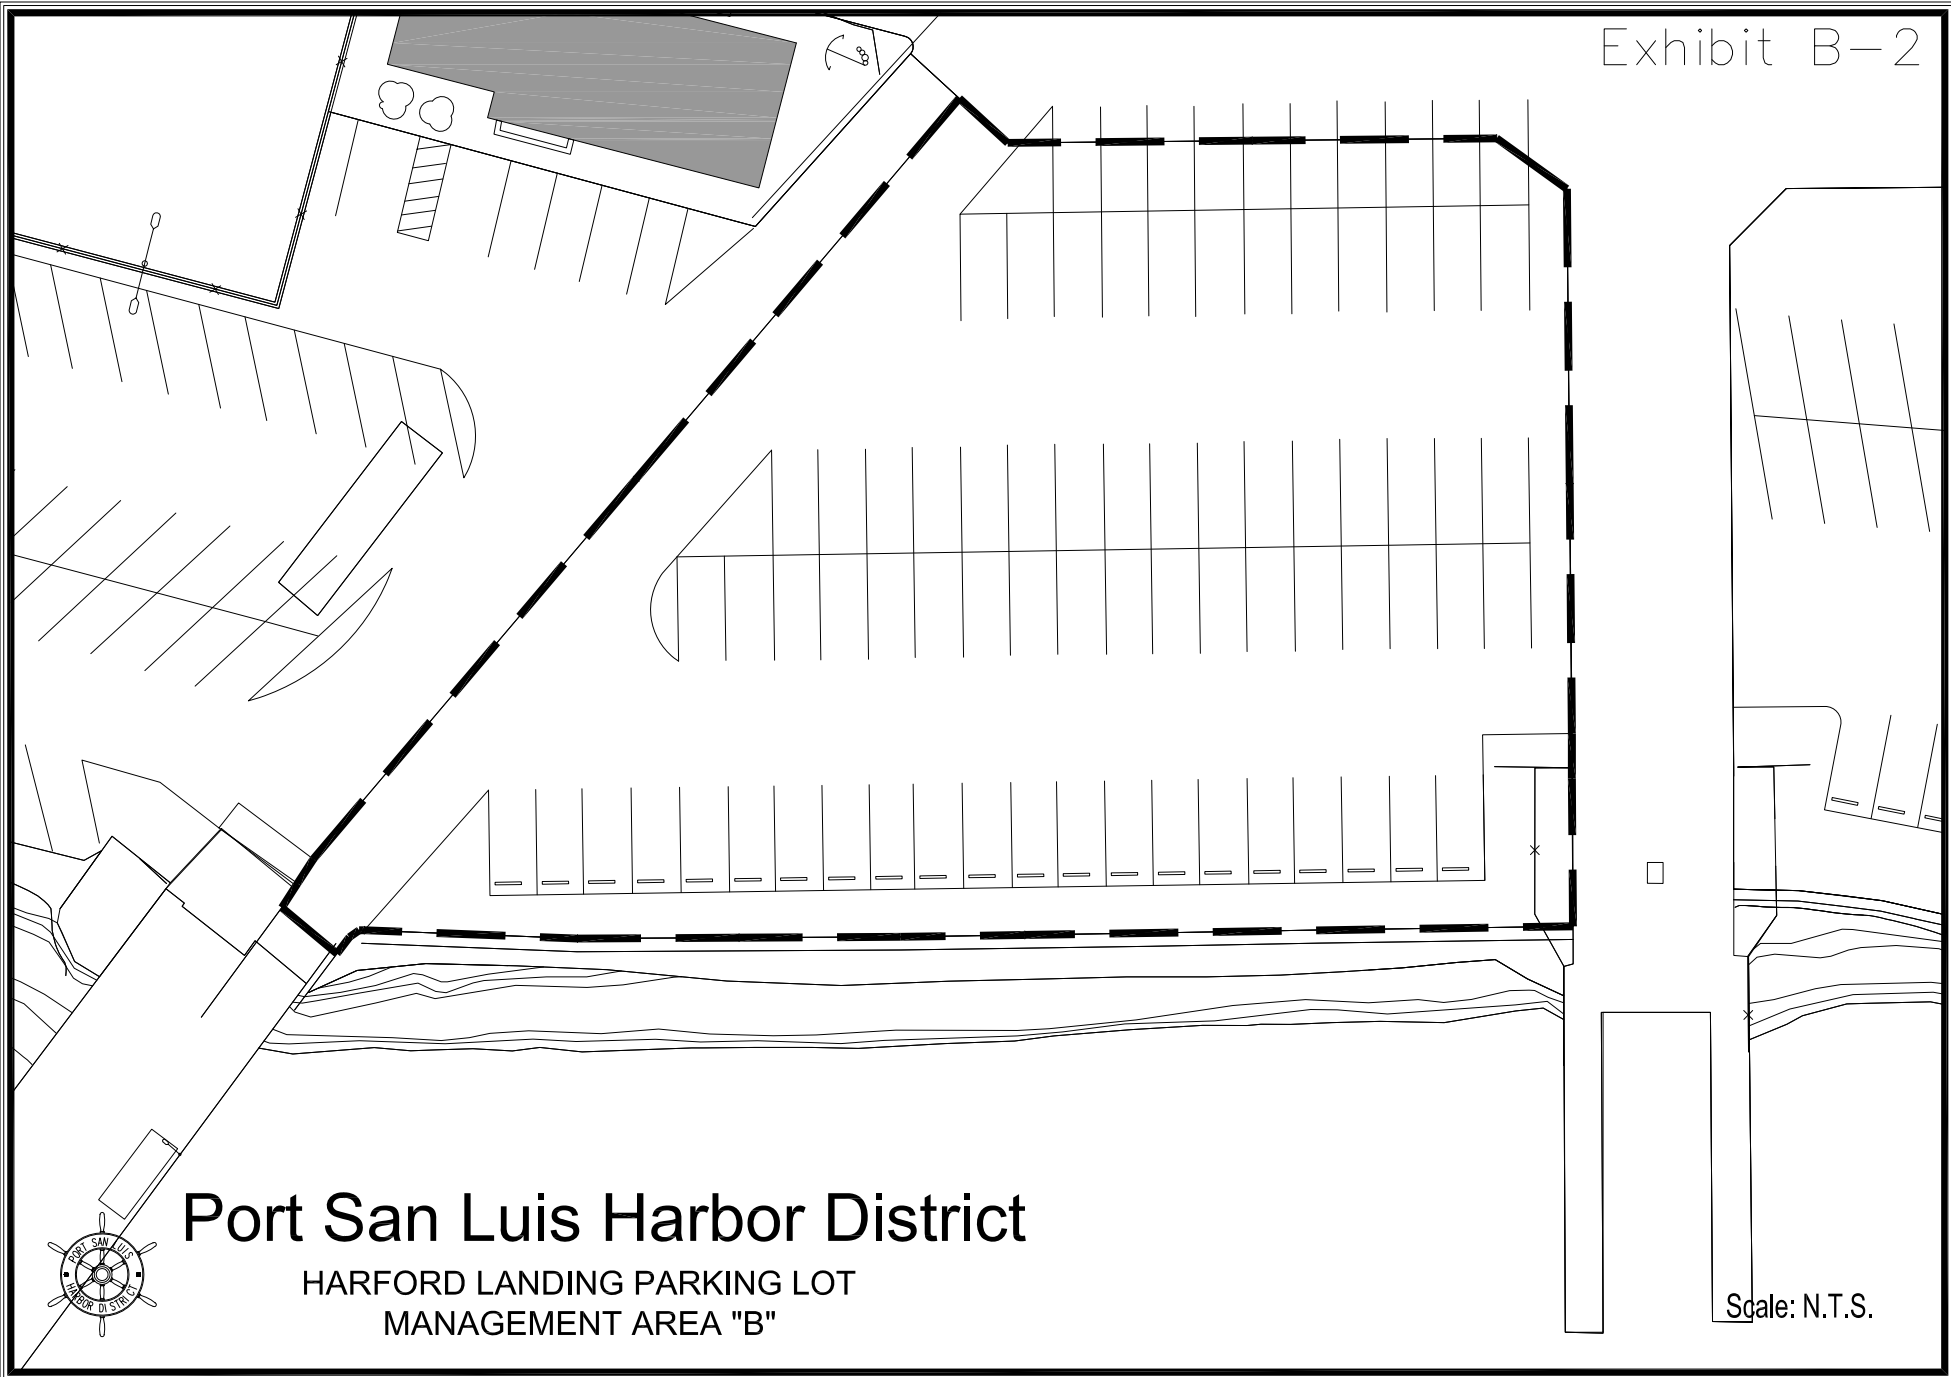 Exhibit B-2
Port San Luis Harbor District
HARFORD LANDING PARKING LOT
MANAGEMENT AREA "B"
PORT SAN LUIS
HARBOR DISTRICT
Scale: N.T.S.